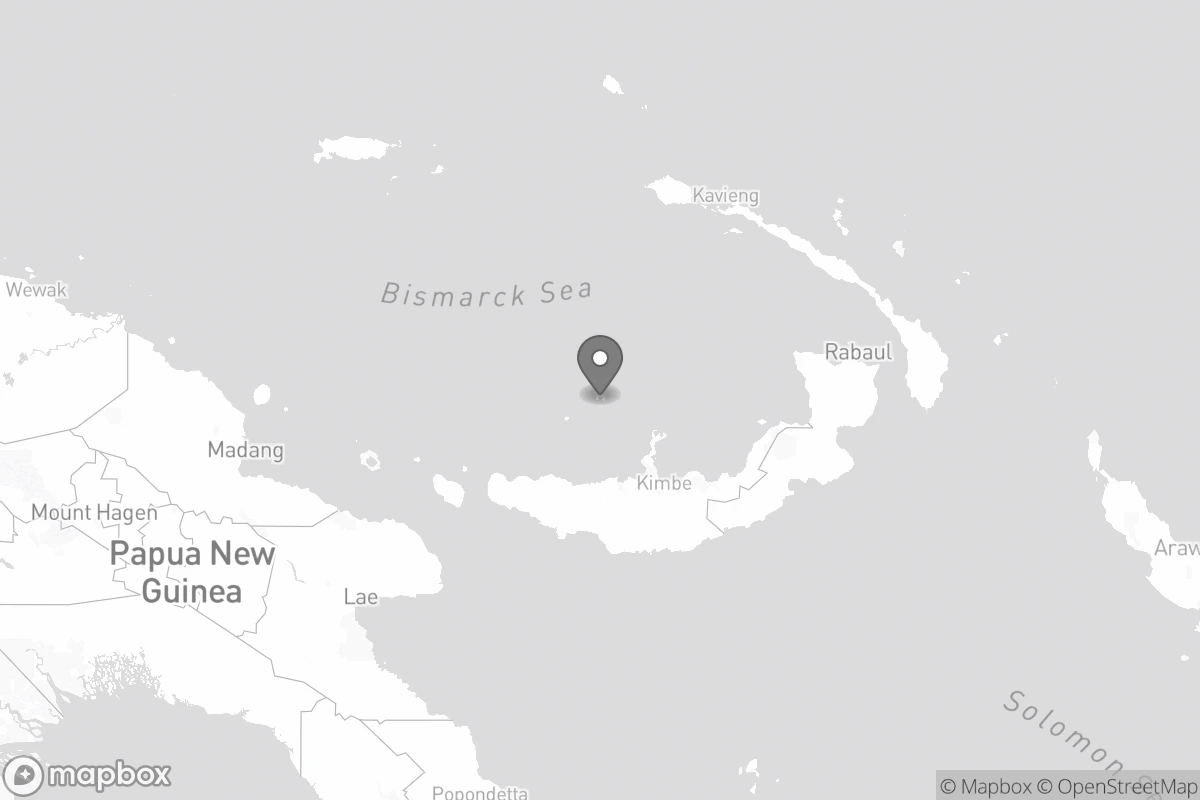 Kavieng
Wewak
Bismarck Sea
Rabaul
Madang
Kimbe
Mount Hagen
Papua New
Guinea
Araw
Lae
Solomon
Popondetta
mapbox
© Mapbox © OpenStreetMap